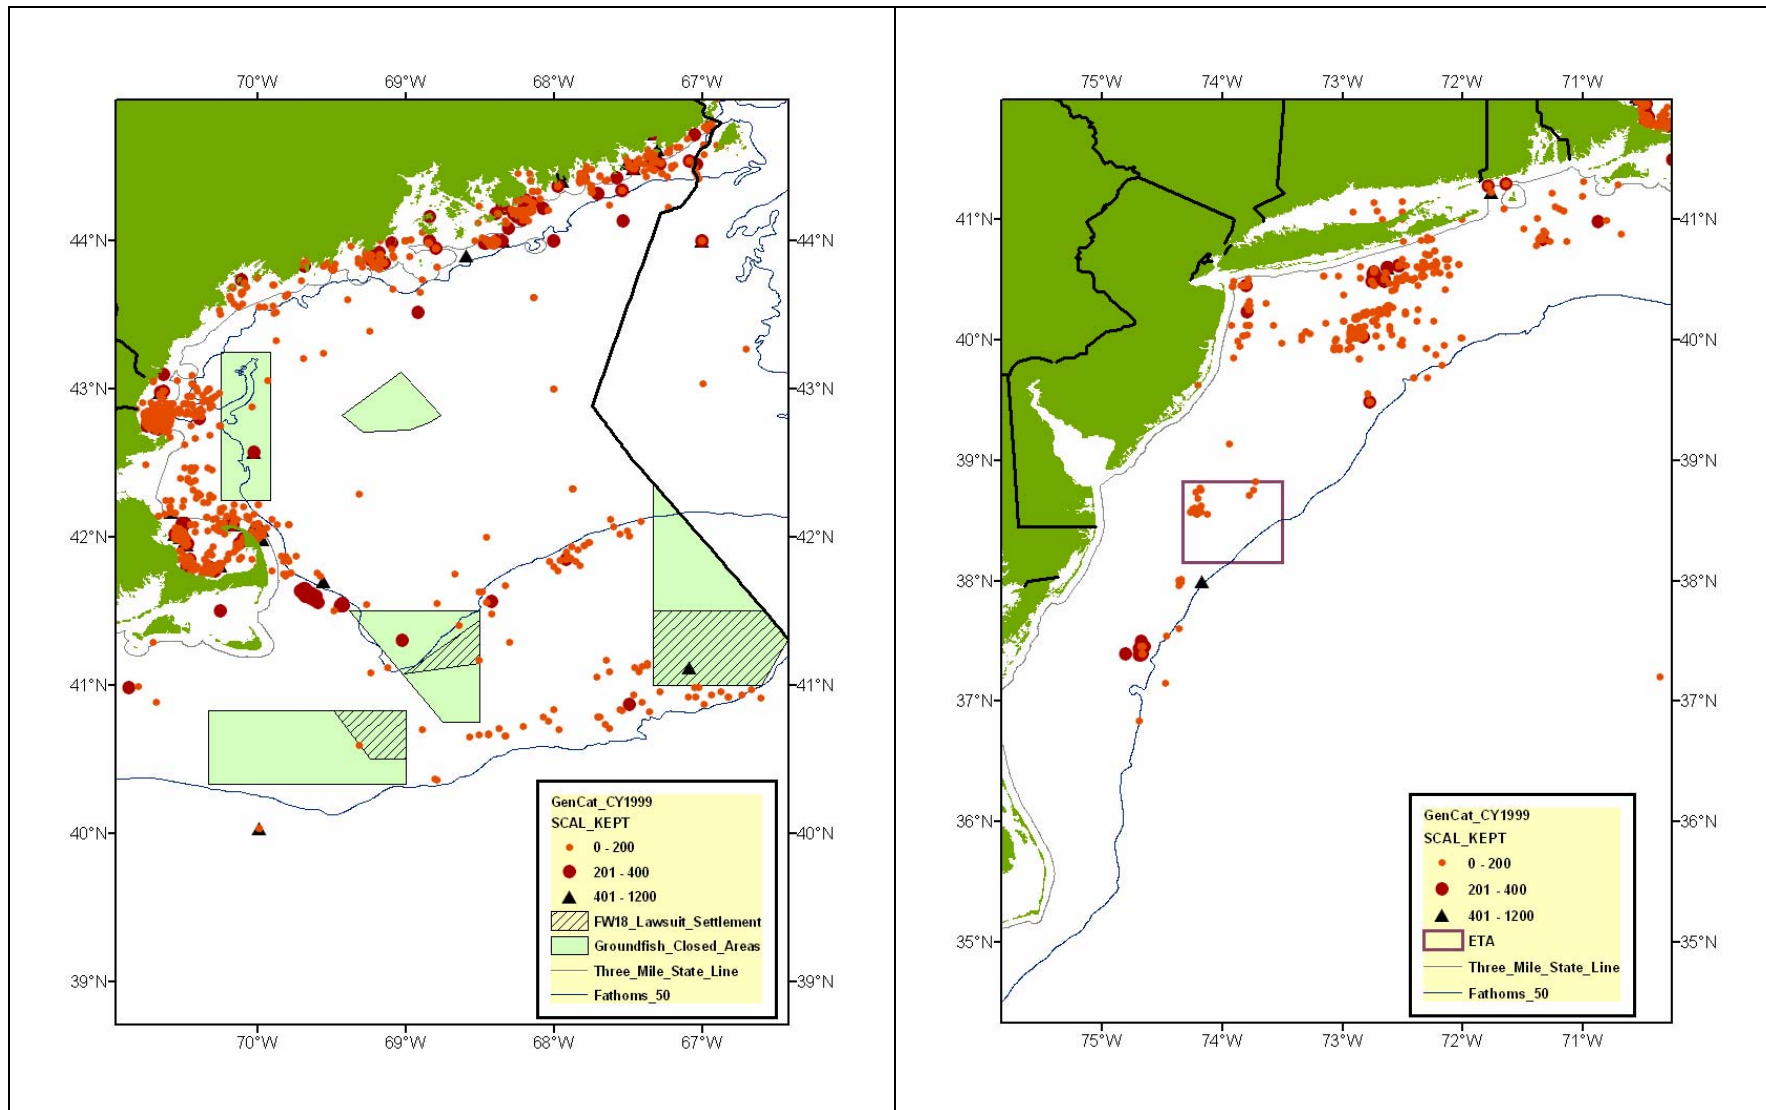 70°W 69°W 68°W 67°W
44°N 44°N
43°N 43°N
42°N 42°N
41°N 41°N
40°N 40°N
39°N 39°N
70°W 69°W 68°W 67°W
GenCat_CY1999
SCAL_KEPT
0 - 200
201 - 400
401 - 1200
FW18_Lawsuit_Settlement
Groundfish_Closed_Areas
Three_Mile_State_Line
Fathoms_50
75°W 74°W 73°W 72°W 71°W
41°N 41°N
40°N 40°N
39°N 39°N
38°N 38°N
37°N 37°N
36°N 36°N
35°N 35°N
75°W 74°W 73°W 72°W 71°W
GenCat_CY1999
SCAL_KEPT
0 - 200
201 - 400
401 - 1200
ETA
Three_Mile_State_Line
Fathoms_50